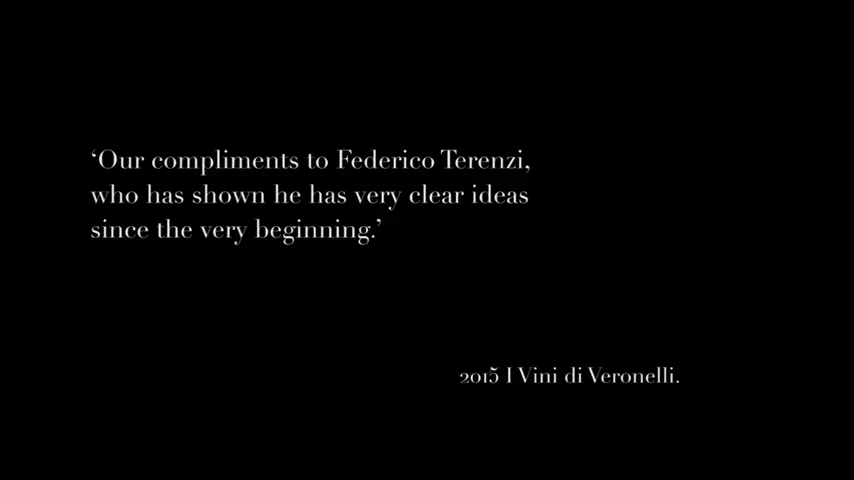 ‘Our compliments to Federico Terenzi,
who has shown he has very clear ideas
since the very beginning.’
2015 I Vini di Veronelli.